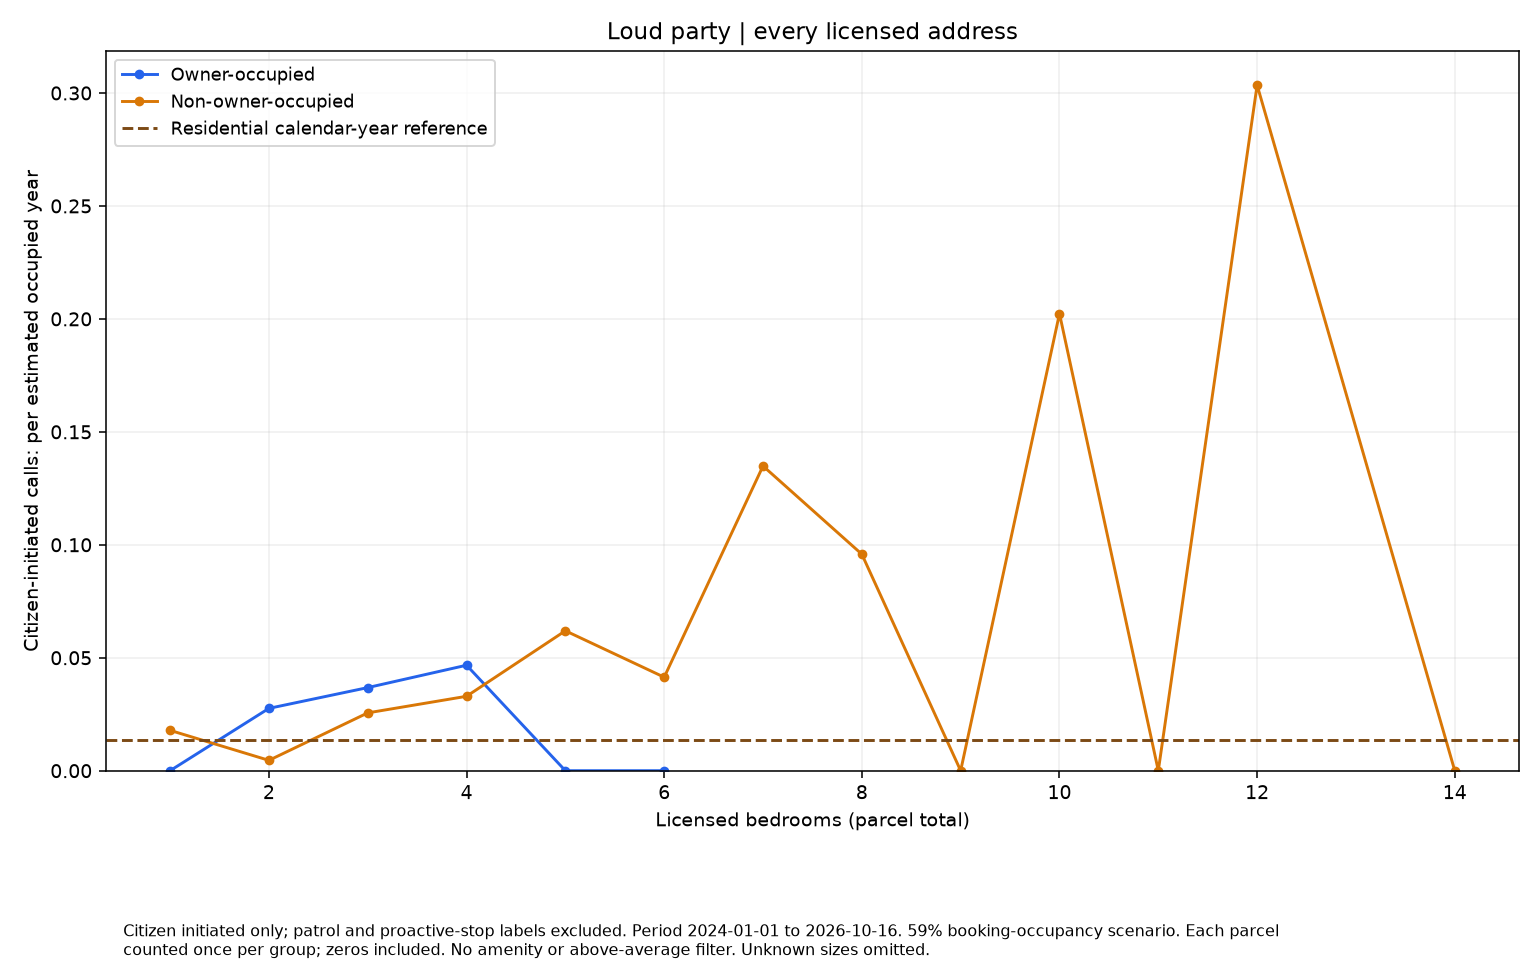 Loud party | every licensed address
Owner-occupied
Non-owner-occupied
Residential calendar-year reference
Citizen-initiated calls: per estimated occupied year
0.30
0.25
0.20
0.15
0.10
0.05
0.00
2 4 6 8 10 12 14
Licensed bedrooms (parcel total)
Citizen initiated only; patrol and proactive-stop labels excluded. Period 2024-01-01 to 2026-10-16. 59% booking-occupancy scenario. Each parcel
counted once per group; zeros included. No amenity or above-average filter. Unknown sizes omitted.